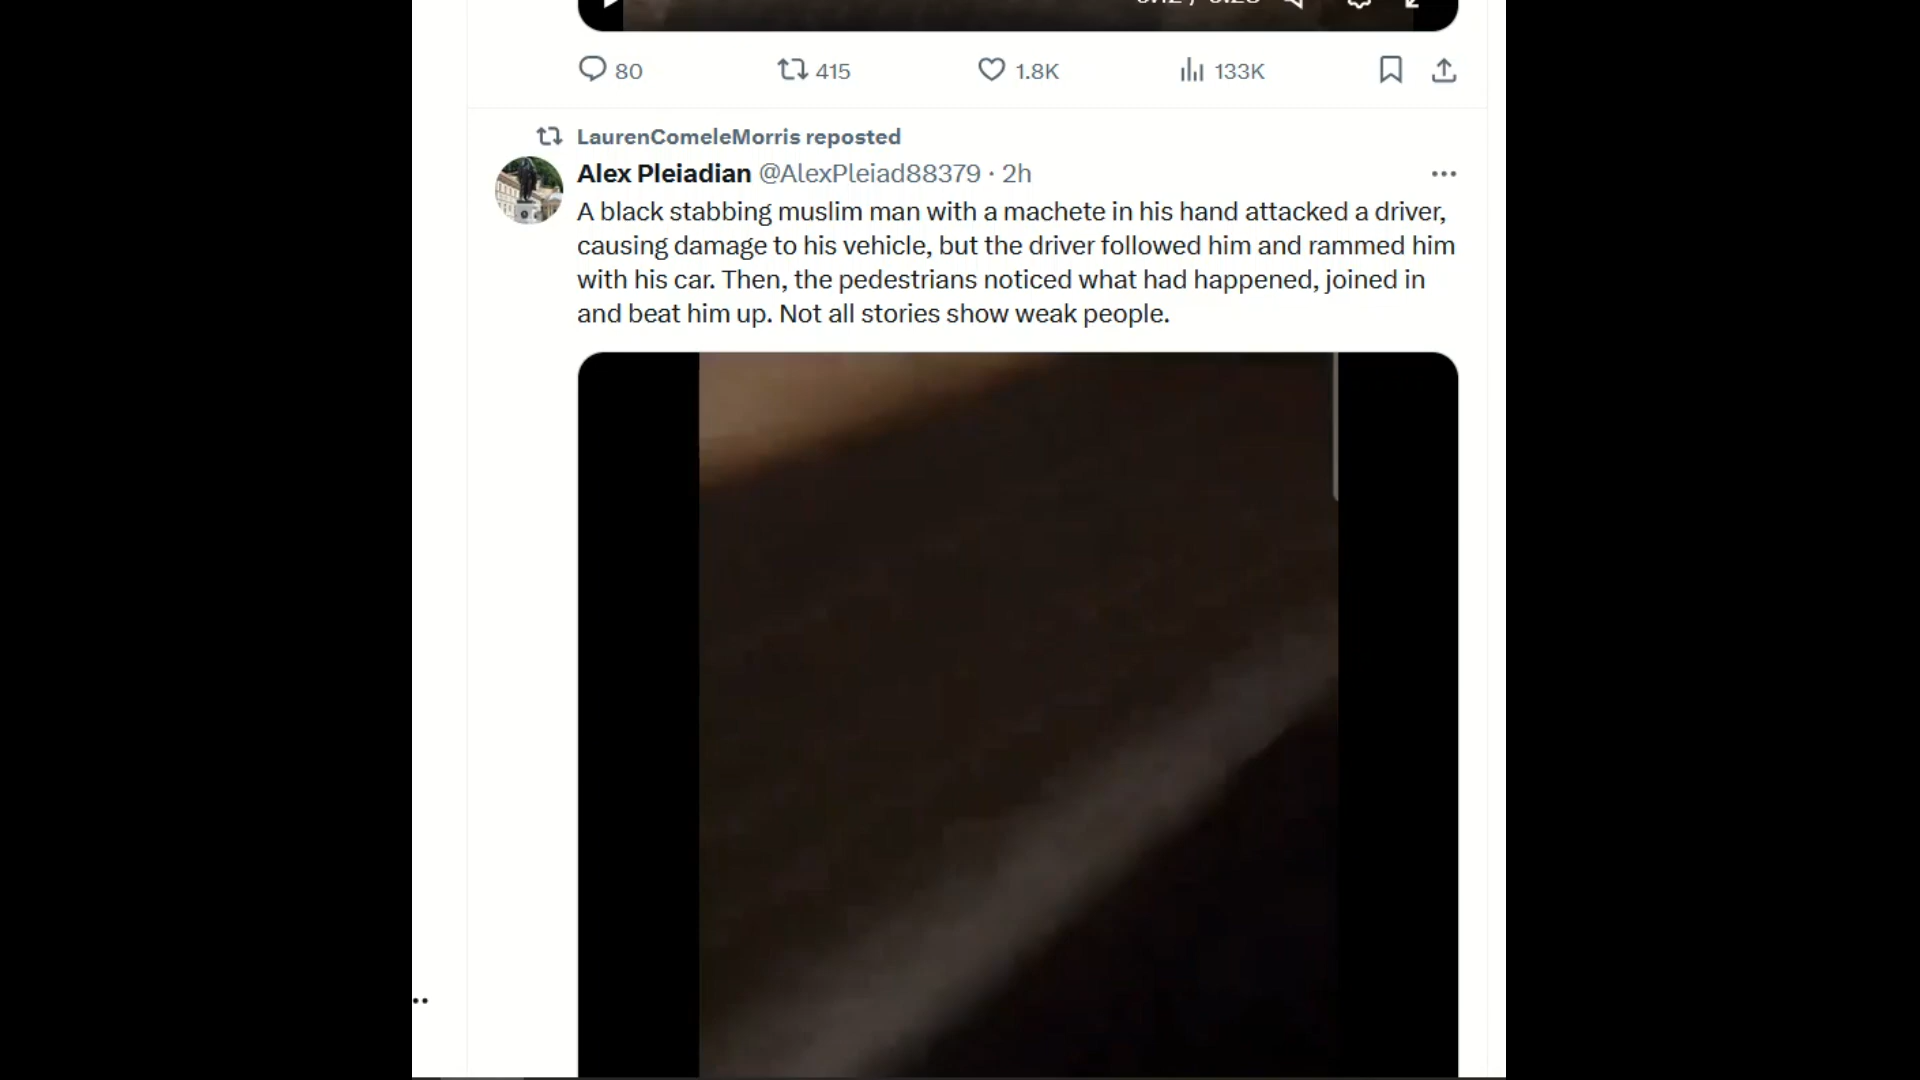 80 415 1.8K 133K
LaurenComeleMorris reposted
Alex Pleiadian @AlexPleiad88379 · 2h
A black stabbing muslim man with a machete in his hand attacked a driver,
causing damage to his vehicle, but the driver followed him and rammed him
with his car. Then, the pedestrians noticed what had happened, joined in
and beat him up. Not all stories show weak people.